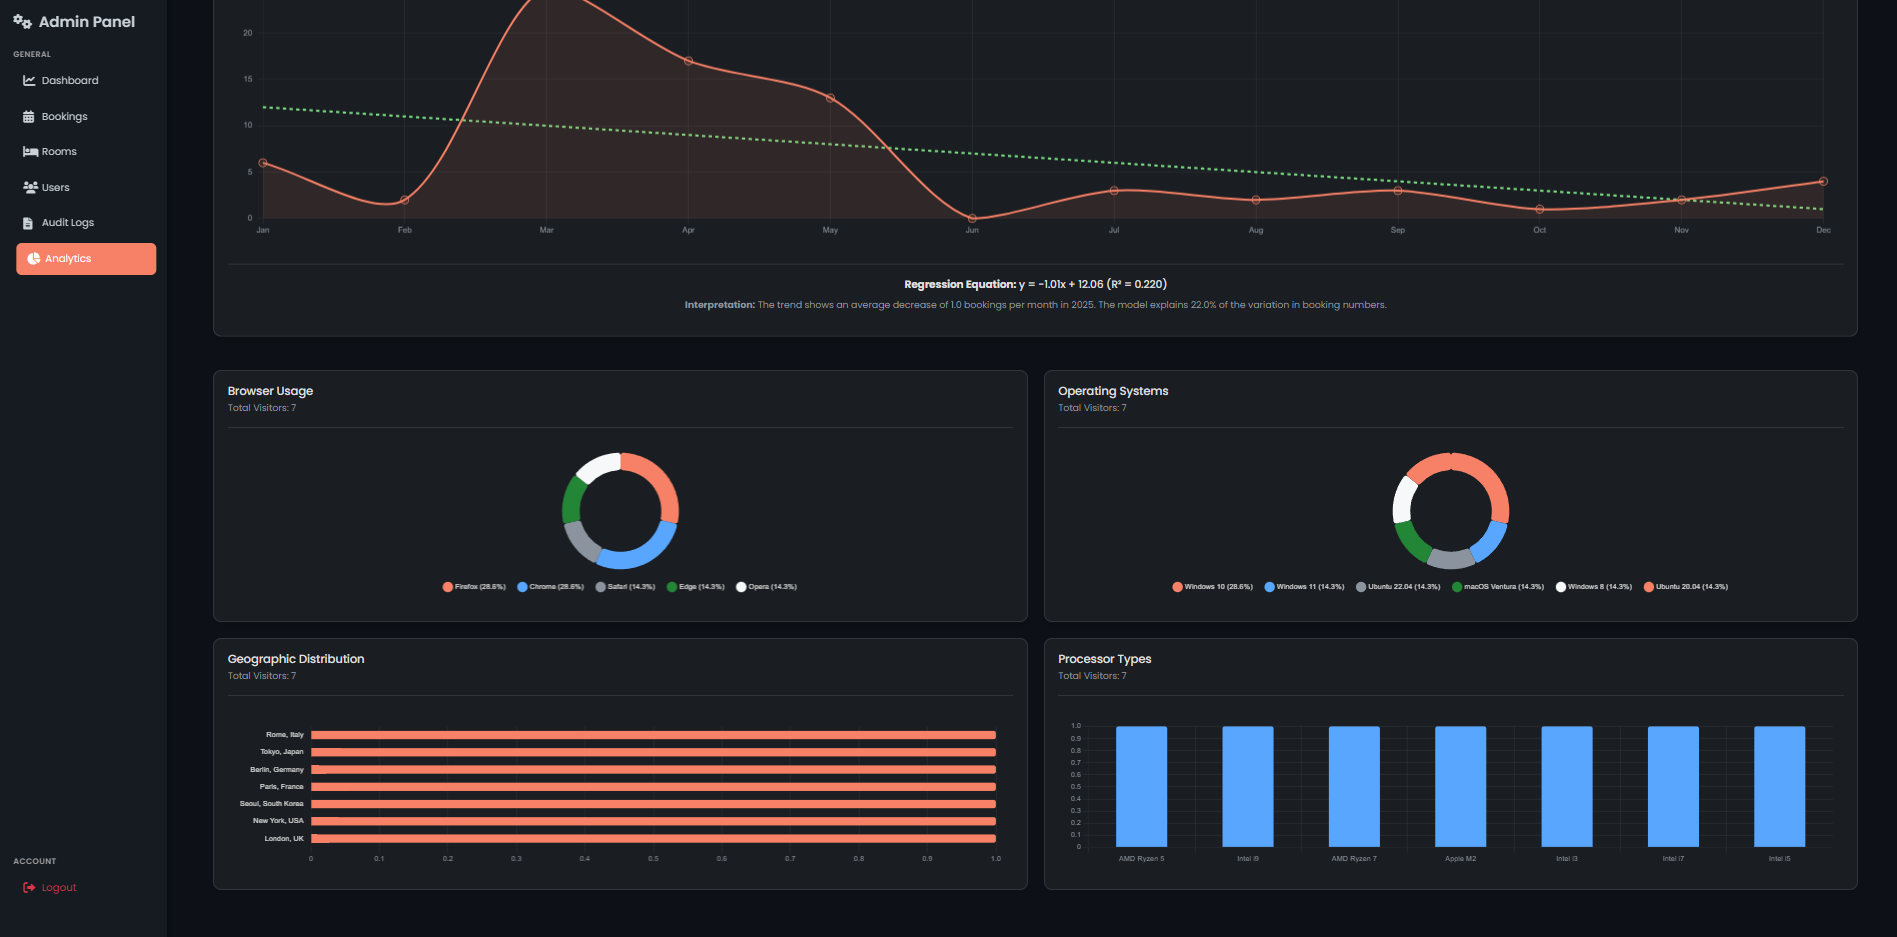 Admin Panel
GENERAL
Dashboard
Bookings
Rooms
Users
Audit Logs
Analytics
ACCOUNT
Logout
20
15
10
5
0
Jan Feb Mar Apr May Jun Jul Aug Sep Oct Nov Dec
Regression Equation: y = -1.01x + 12.06 (R² = 0.220)
Interpretation: The trend shows an average decrease of 1.0 bookings per month in 2025. The model explains 22.0% of the variation in booking numbers.
Browser Usage
Total Visitors: 7
Firefox (28.6%) Chrome (28.6%) Safari (14.3%) Edge (14.3%) Opera (14.3%)
Operating Systems
Total Visitors: 7
Windows 10 (28.6%) Windows 11 (14.3%) Ubuntu 22.04 (14.3%) macOS Ventura (14.3%) Windows 8 (14.3%) Ubuntu 20.04 (14.3%)
Geographic Distribution
Total Visitors: 7
Rome, Italy
Tokyo, Japan
Berlin, Germany
Paris, France
Seoul, South Korea
New York, USA
London, UK
0 0.1 0.2 0.3 0.4 0.5 0.6 0.7 0.8 0.9 1.0
Processor Types
Total Visitors: 7
1.0
0.9
0.8
0.7
0.6
0.5
0.4
0.3
0.2
0.1
0
AMD Ryzen 5 Intel i9 AMD Ryzen 7 Apple M2 Intel i3 Intel i7 Intel i5